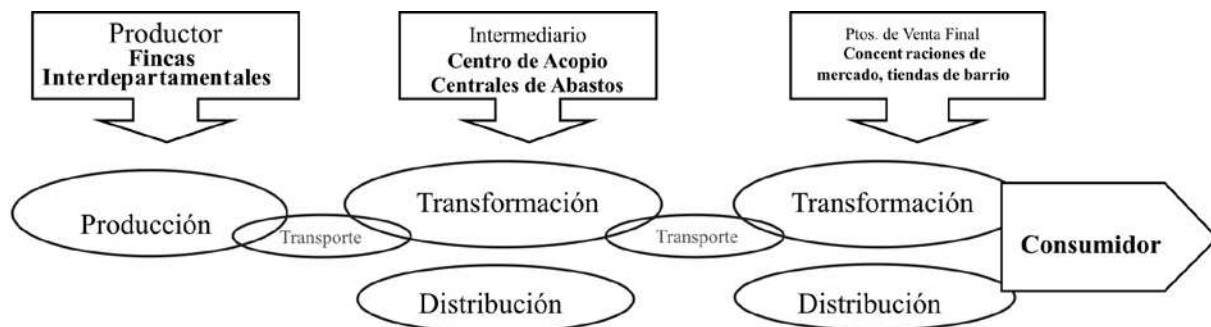 Productor
Fincas
Interdepartamentales
Intermediario
Centro de Acopio
Centrales de Abastos
Ptos. de Venta Final
Concent raciones de
mercado, tiendas de barrio
Producción
Transporte
Transformación
Transporte
Transformación
Consumidor
Distribución
Distribución